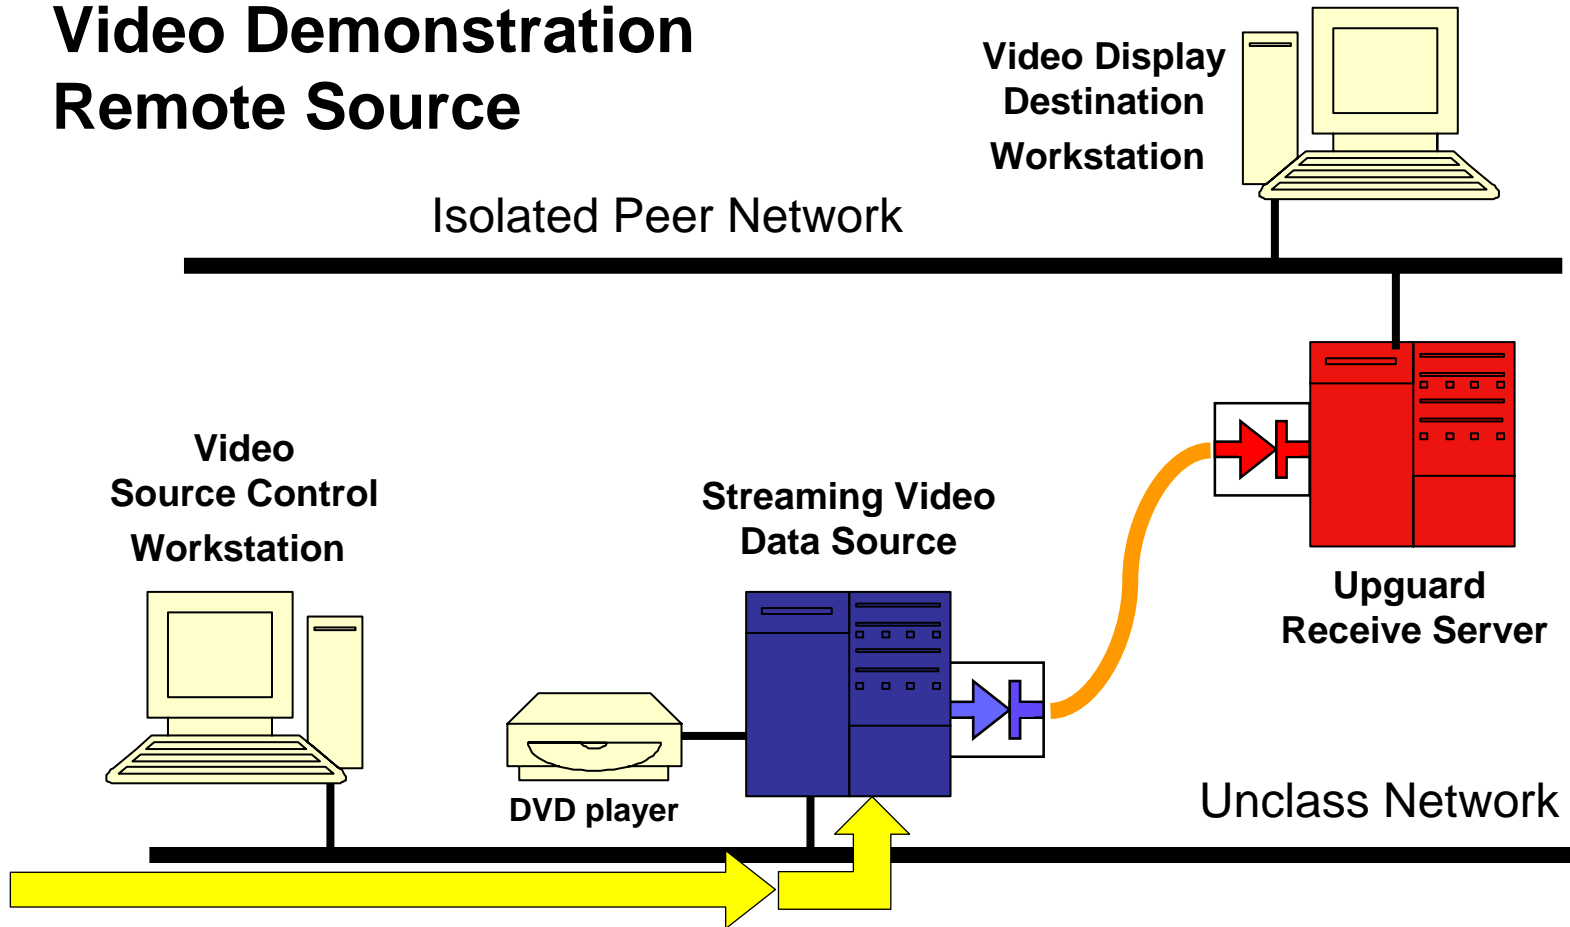 Video Demonstration
Remote Source
Video Display
Destination
Workstation
Isolated Peer Network
Video
Source Control
Workstation
Streaming Video
Data Source
Upguard
Receive Server
DVD player
Unclass Network